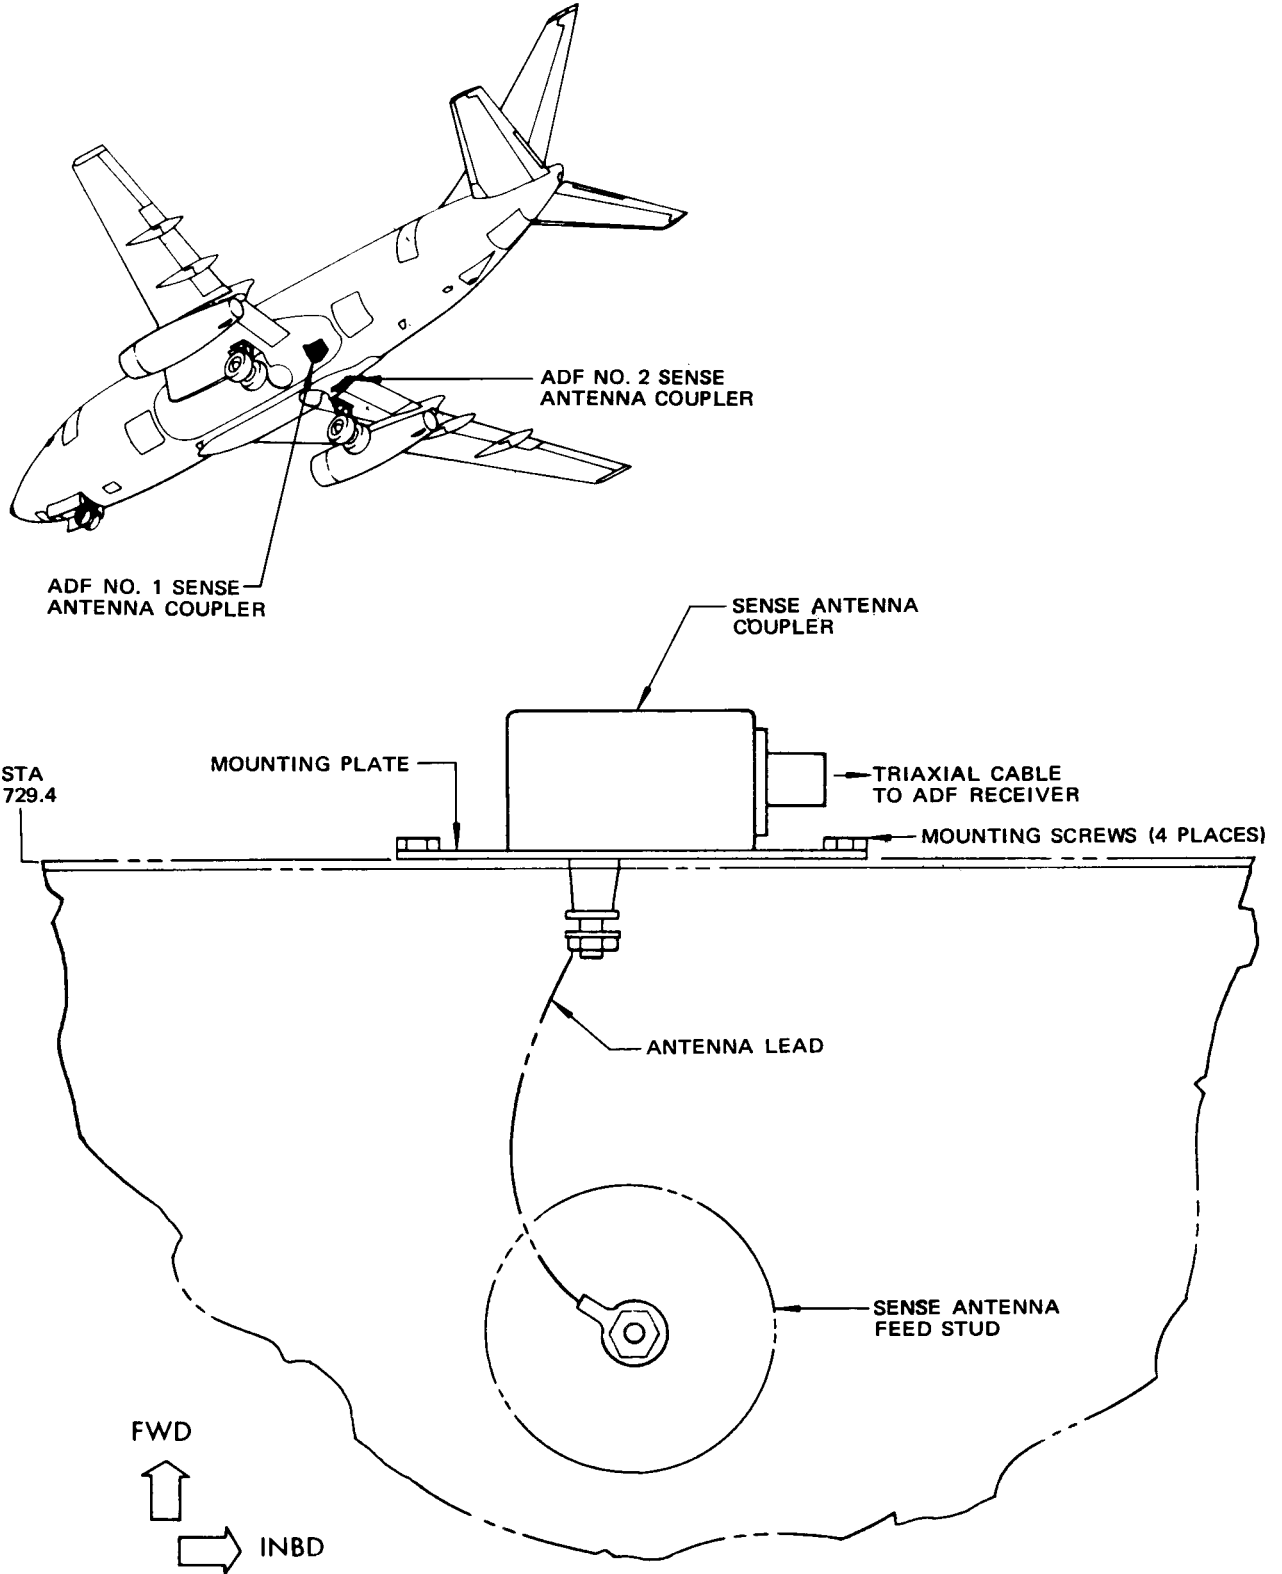 ADF NO. 2 SENSE
ANTENNA COUPLER
ADF NO. 1 SENSE
ANTENNA COUPLER
SENSE ANTENNA
COUPLER
MOUNTING PLATE
STA
729.4
TRIAXIAL CABLE
TO ADF RECEIVER
MOUNTING SCREWS (4 PLACES)
ANTENNA LEAD
SENSE ANTENNA
FEED STUD
FWD
INBD